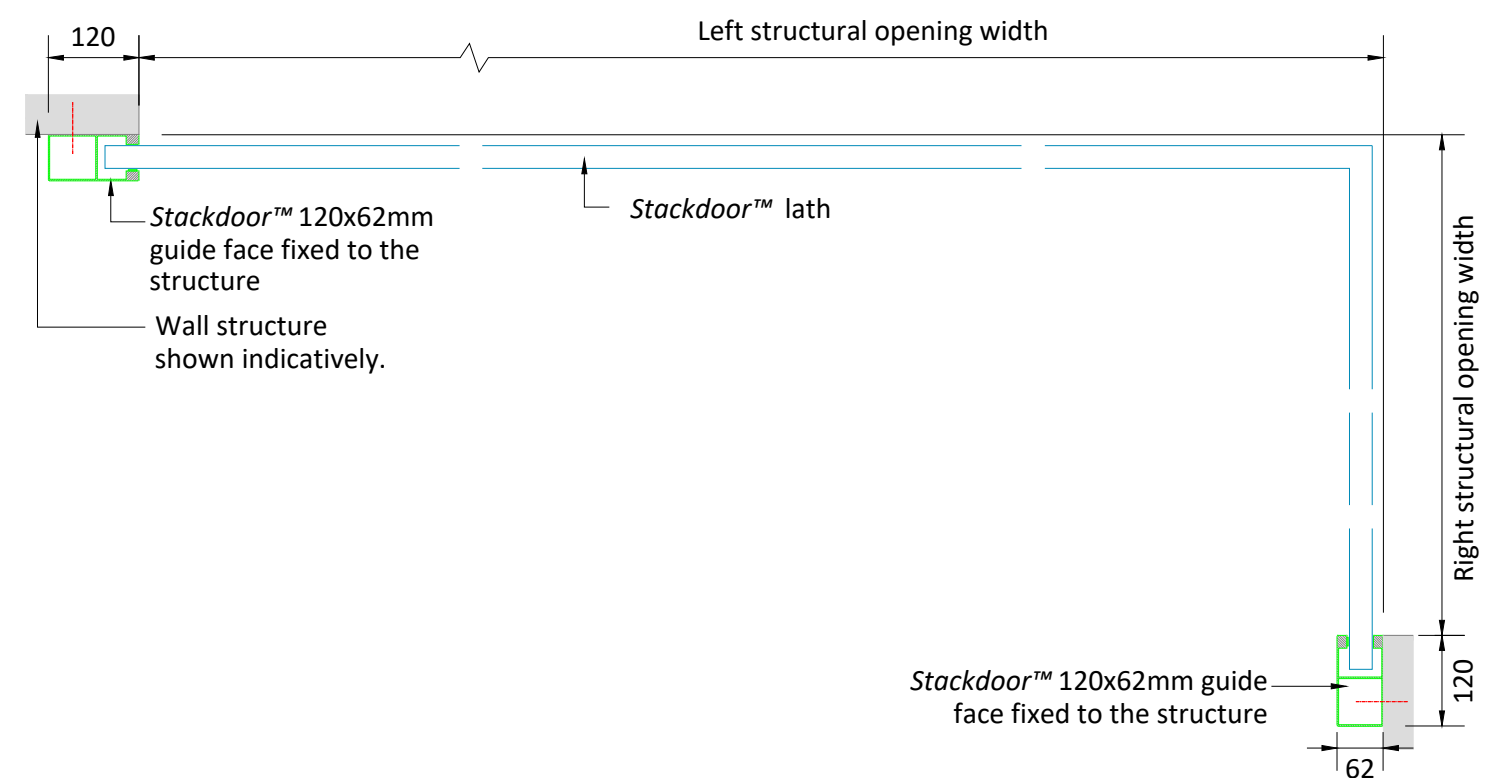 120
Left structural opening width
Stackdoor™ 120x62mm
guide face fixed to the
structure
Stackdoor™ lath
Wall structure
shown indicatively.
Right structural opening width
Stackdoor™ 120x62mm guide
face fixed to the structure
120
62